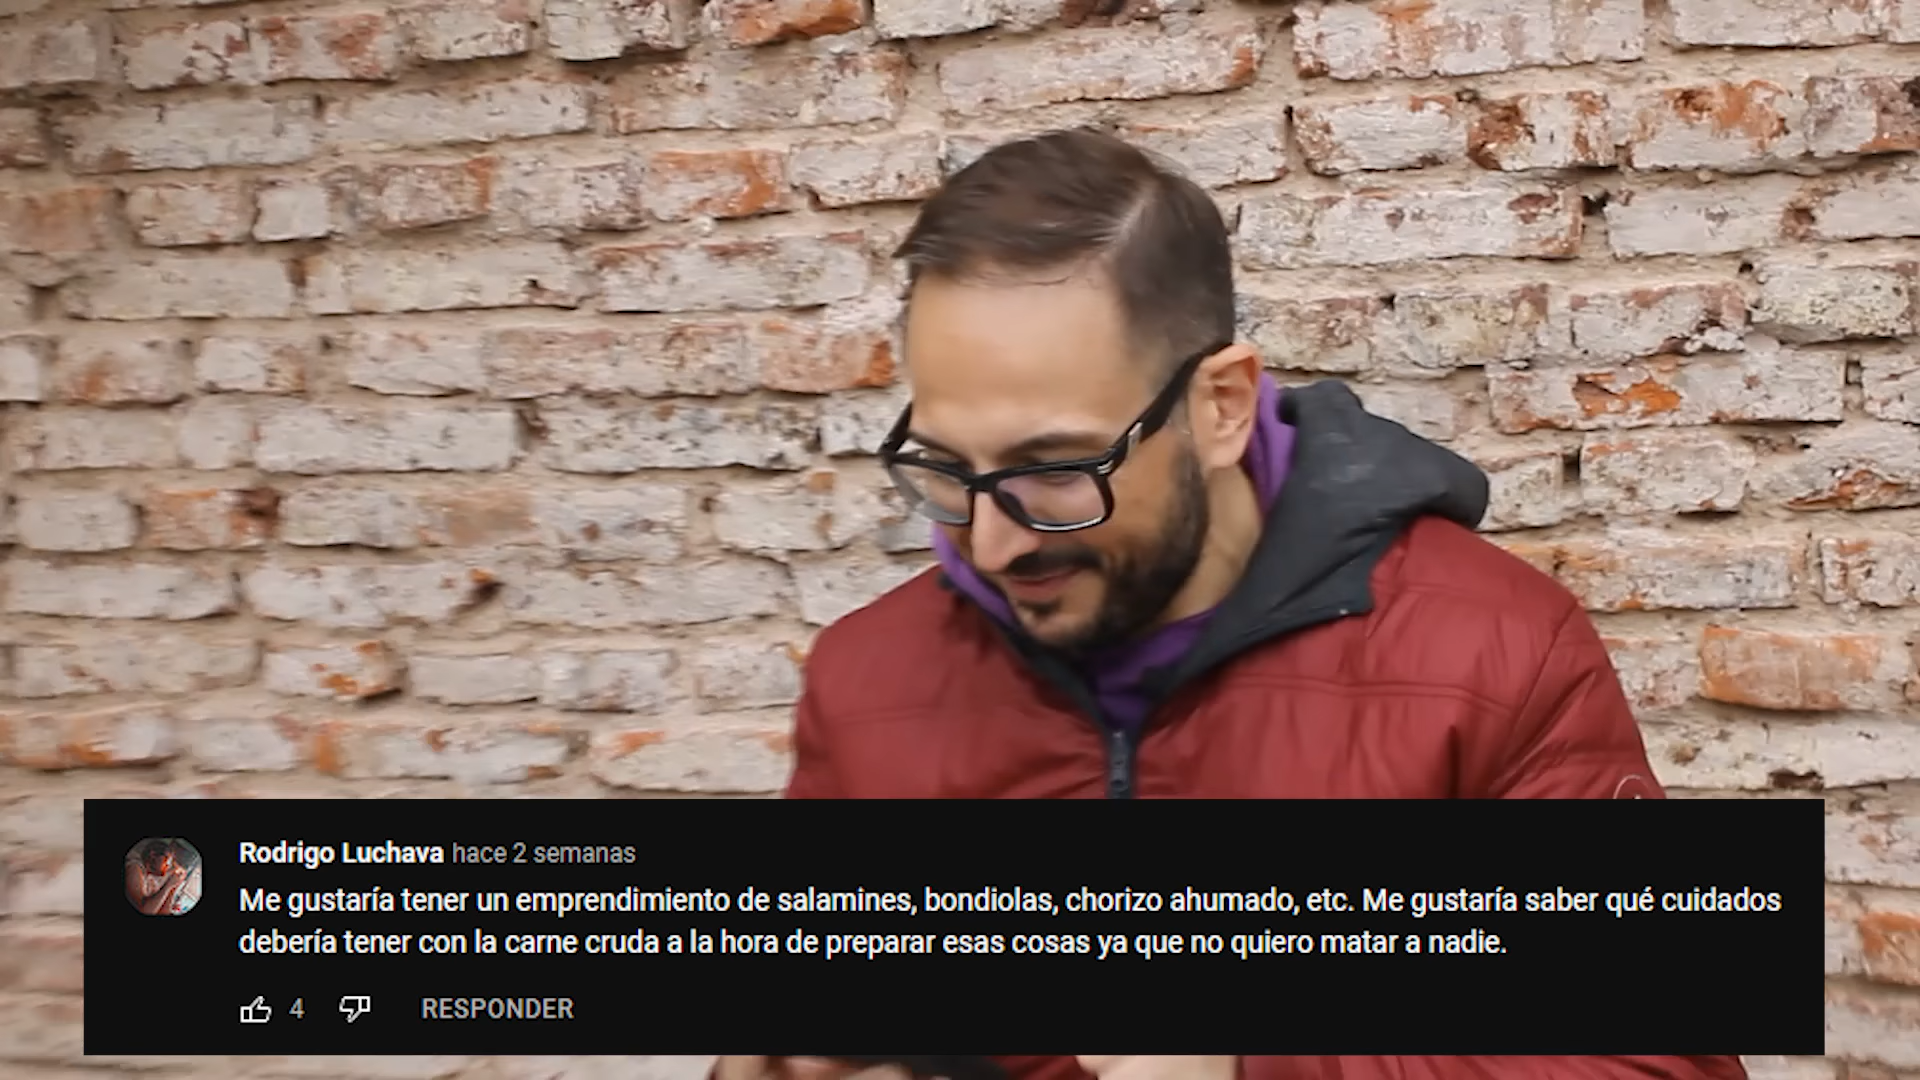 Rodrigo Luchava hace 2 semanas
Me gustaría tener un emprendimiento de salamines, bondiolas, chorizo ahumado, etc. Me gustaría saber qué cuidados
debería tener con la carne cruda a la hora de preparar esas cosas ya que no quiero matar a nadie.
4 RESPONDER